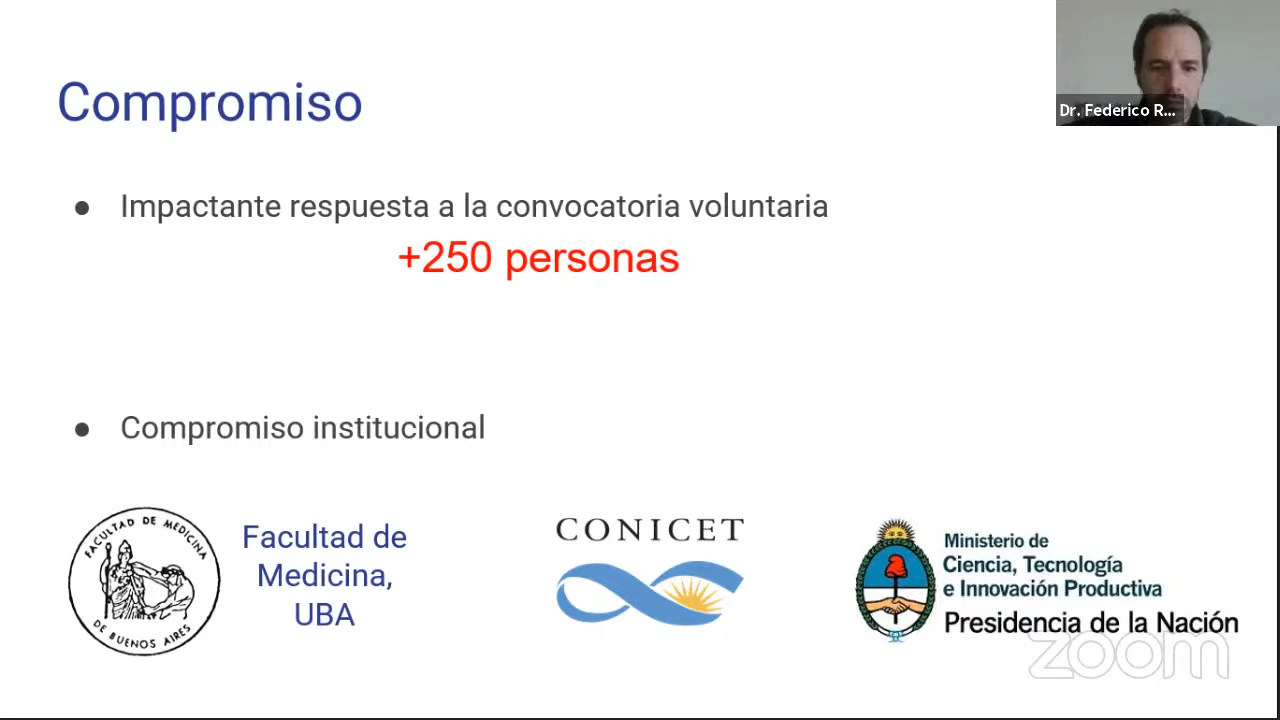 Compromiso
Dr. Federico R...
● Impactante respuesta a la convocatoria voluntaria
+250 personas
● Compromiso institucional
FACULTAD DE MEDICINA
DE BUENOS AIRES
Facultad de
Medicina,
UBA
CONICET
Ministerio de
Ciencia, Tecnología
e Innovación Productiva
Presidencia de la Nación
zoom